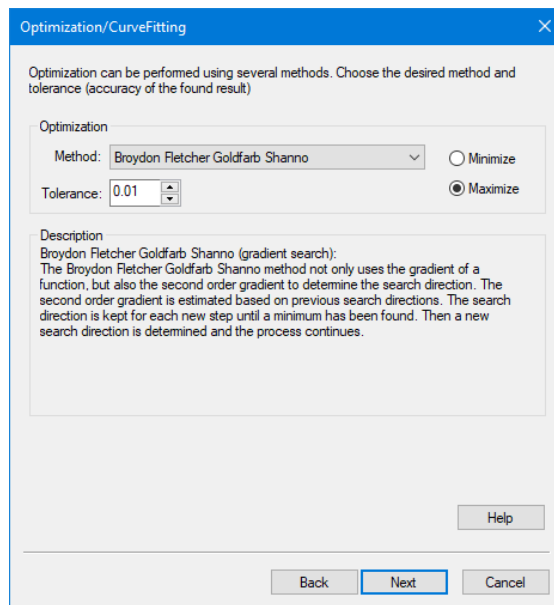 Optimization/CurveFitting
Optimization can be performed using several methods. Choose the desired method and
tolerance (accuracy of the found result)
Optimization
Method: Broydon Fletcher Goldfarb Shanno
Minimize
Tolerance: 0.01
Maximize
Description
Broydon Fletcher Goldfarb Shanno (gradient search):
The Broydon Fletcher Goldfarb Shanno method not only uses the gradient of a
function, but also the second order gradient to determine the search direction. The
second order gradient is estimated based on previous search directions. The search
direction is kept for each new step until a minimum has been found. Then a new
search direction is determined and the process continues.
Help
Back Next Cancel